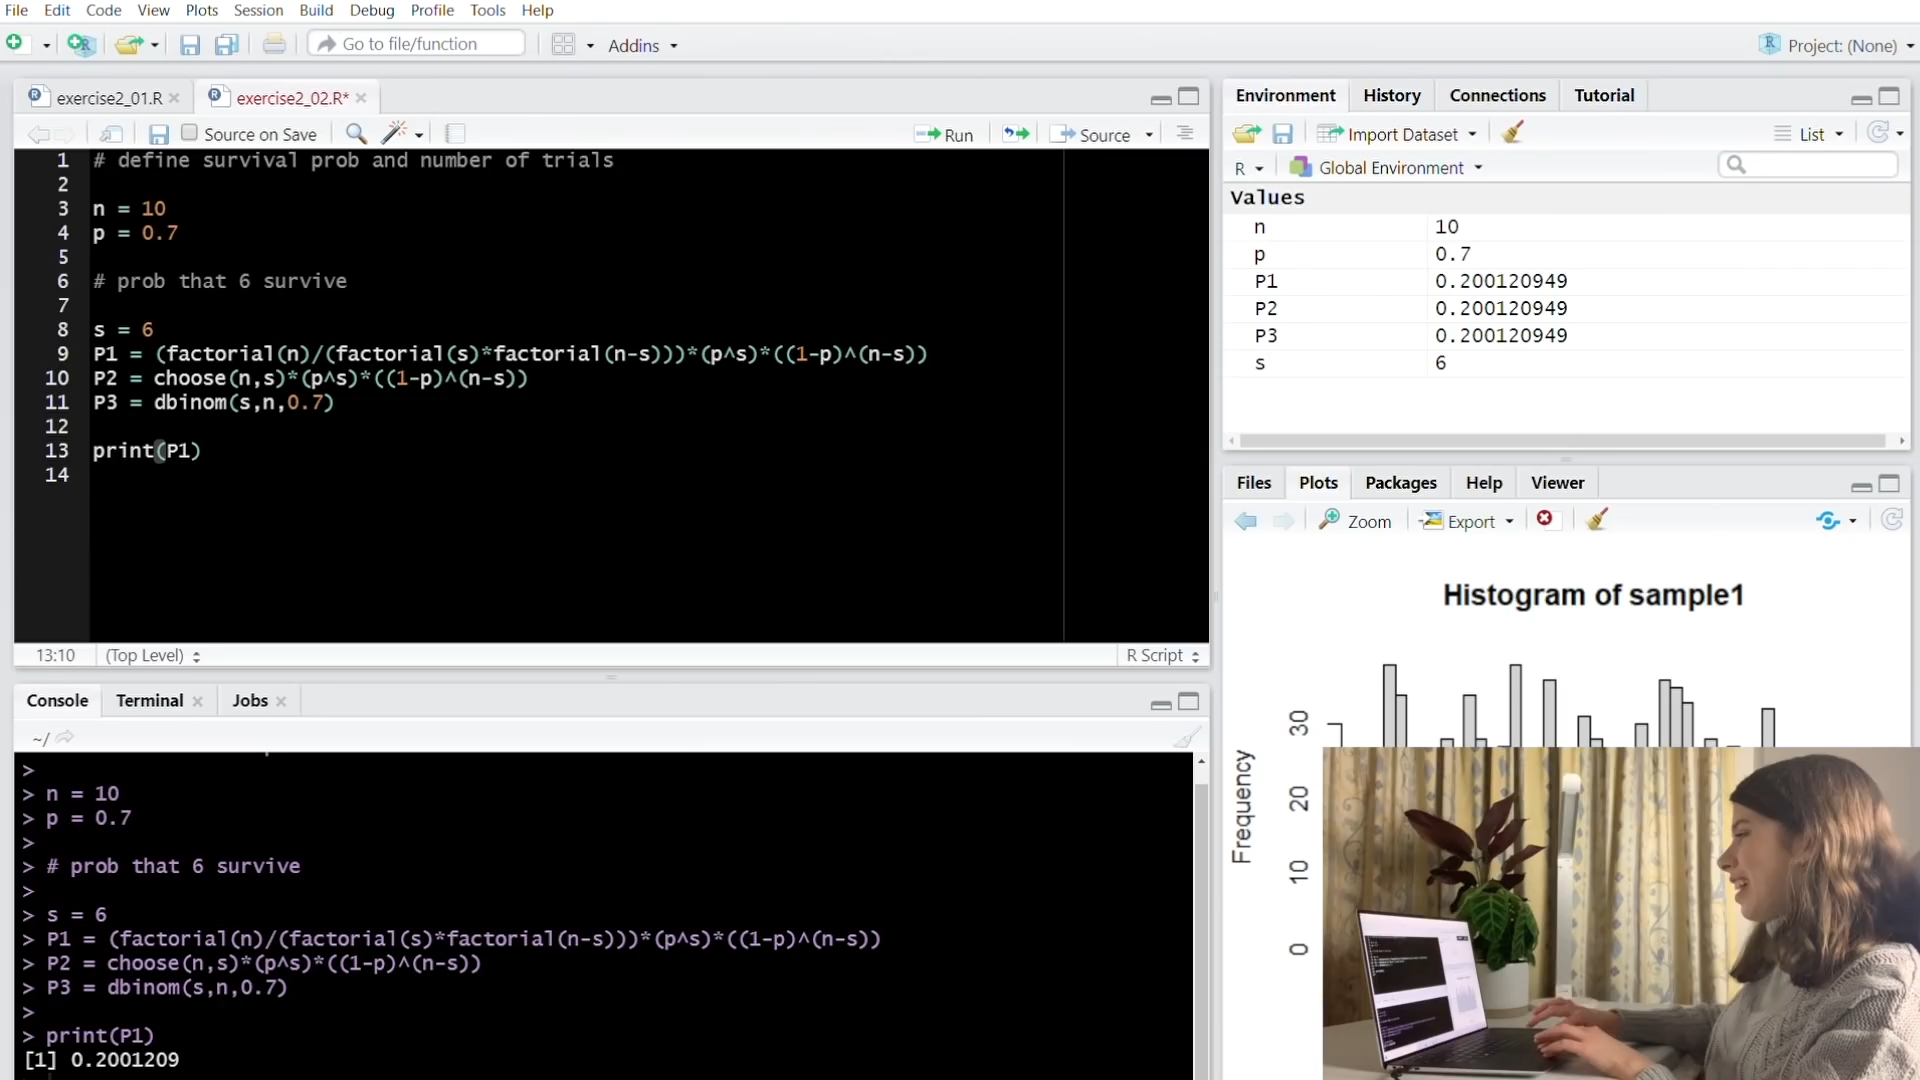 File Edit Code View Plots Session Build Debug Profile Tools Help
Go to file/function Addins Project: (None)
exercise2_01.R exercise2_02.R*
Source on Save Run Source
1 # define survival prob and number of trials
2
3 n = 10
4 p = 0.7
5
6 # prob that 6 survive
7
8 s = 6
9 P1 = (factorial(n)/(factorial(s)*factorial(n-s)))*(p^s)*((1-p)^(n-s))
10 P2 = choose(n,s)*(p^s)*((1-p)^(n-s))
11 P3 = dbinom(s,n,0.7)
12
13 print(P1)
14
13:10 (Top Level) R Script
Console Terminal Jobs
~/
>
> n = 10
> p = 0.7
>
> # prob that 6 survive
>
> s = 6
> P1 = (factorial(n)/(factorial(s)*factorial(n-s)))*(p^s)*((1-p)^(n-s))
> P2 = choose(n,s)*(p^s)*((1-p)^(n-s))
> P3 = dbinom(s,n,0.7)
>
> print(P1)
[1] 0.2001209
Environment History Connections Tutorial
Import Dataset List
R Global Environment
Values
n 10
p 0.7
P1 0.200120949
P2 0.200120949
P3 0.200120949
s 6
Files Plots Packages Help Viewer
Zoom Export
Histogram of sample1
Frequency
30
20
10
0